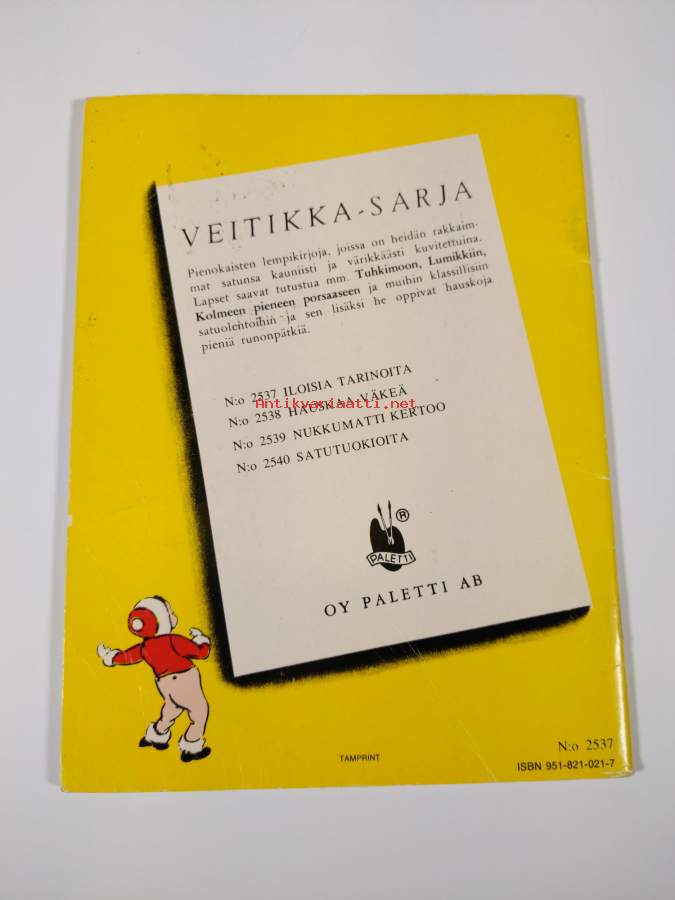 VEITIKKA-SARJA
Pienokaisten lempikirjoja, joissa on heidän rakkaim-
mat satunsa kauniisti ja värikkäästi kuvitettuina.
Lapset saavat tutustua mm. Tuhkimoon, Lumikkiin,
Kolmeen pieneen porsaaseen ja muihin klassillisiin
satuolentoihin ja sen lisäksi he oppivat hauskoja
pieniä runonpätkiä.
N:o 2537 ILOISIA TARINOITA
N:o 2538 HAUSKAA VÄKEÄ
Antikvariaatti.net
N:o 2539 NUKKUMATTI KERTOO
N:o 2540 SATUTUOKIOITA
®
PALETTI
OY PALETTI AB
N:o 2537
TAMPRINT
ISBN 951-821-021-7